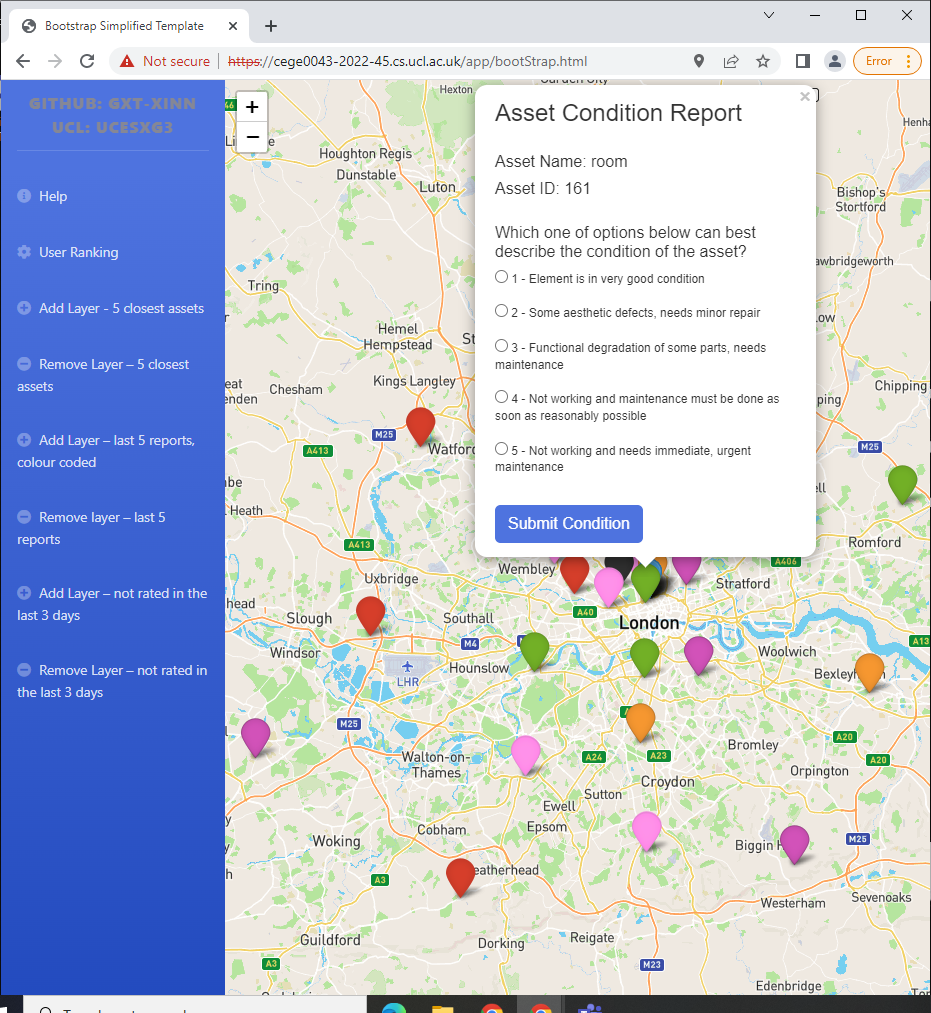 Bootstrap Simplified Template
Not secure
https://cege0043-2022-45.cs.ucl.ac.uk/app/bootStrap.html
Error
GITHUB: GXT-XINN
UCL: UCESXG3
Help
User Ranking
Add Layer - 5 closest assets
Remove Layer – 5 closest
assets
Add Layer – last 5 reports,
colour coded
Remove layer – last 5
reports
Add Layer – not rated in the
last 3 days
Remove Layer – not rated in
the last 3 days
+
−
Asset Condition Report
×
Asset Name: room
Asset ID: 161
Which one of options below can best
describe the condition of the asset?
1 - Element is in very good condition
2 - Some aesthetic defects, needs minor repair
3 - Functional degradation of some parts, needs
maintenance
4 - Not working and maintenance must be done as
soon as reasonably possible
5 - Not working and needs immediate, urgent
maintenance
Submit Condition
Hexton
Houghton Regis
Dunstable
Luton
Bishop's
Stortford
Tring
Hemel
Hempstead
Chesham
Kings Langley
Chipping
M25
A413
M25
Heath
A413
Romford
Wembley
A406
Uxbridge
Stratford
A40
Slough
Southall
London
M4
A13
Windsor
LHR
Hounslow
Woolwich
M25
A20
Walton-on-
Thames
A24
A23
Bromley
A20
Orpington
Croydon
Sutton
Ewell
Epsom
Cobham
Woking
Biggin
M25
A3
Westerham
Sevenoaks
Guildford
Dorking
Reigate
A3
M23
Edenbridge